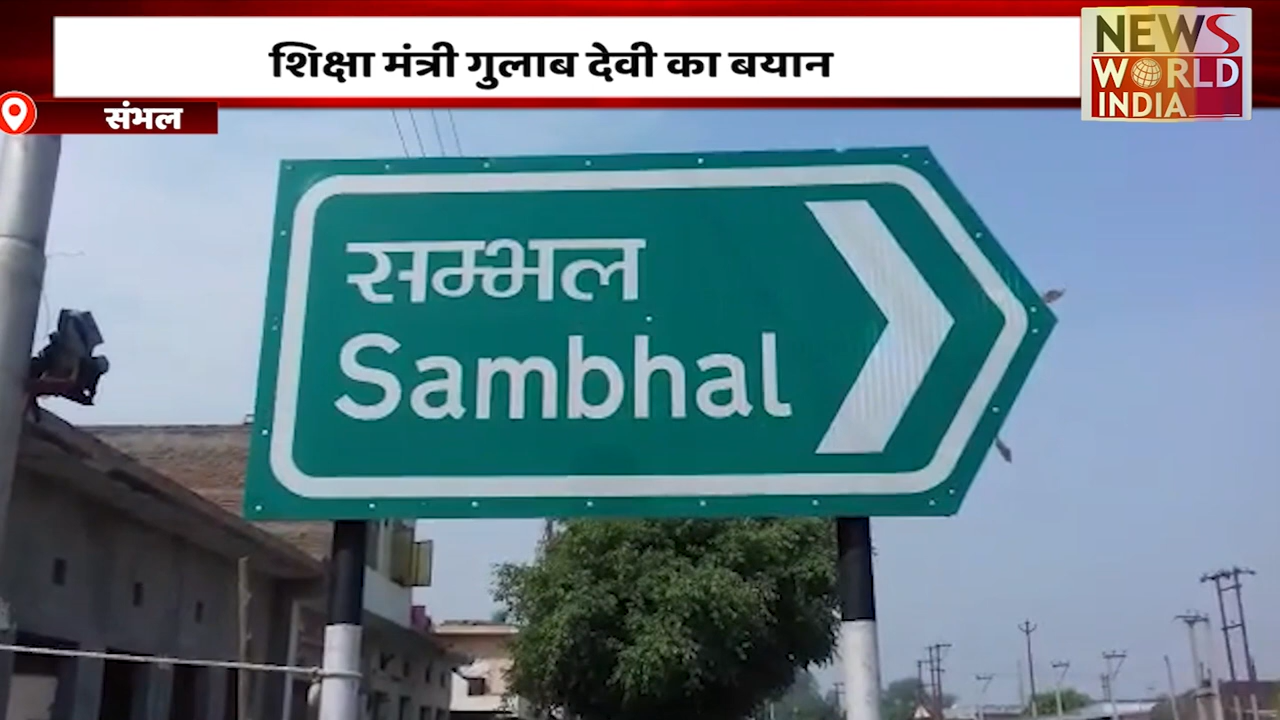 शिक्षा मंत्री गुलाब देवी का बयान
NEWS
WORLD
INDIA
संभल
सम्भल
Sambhal